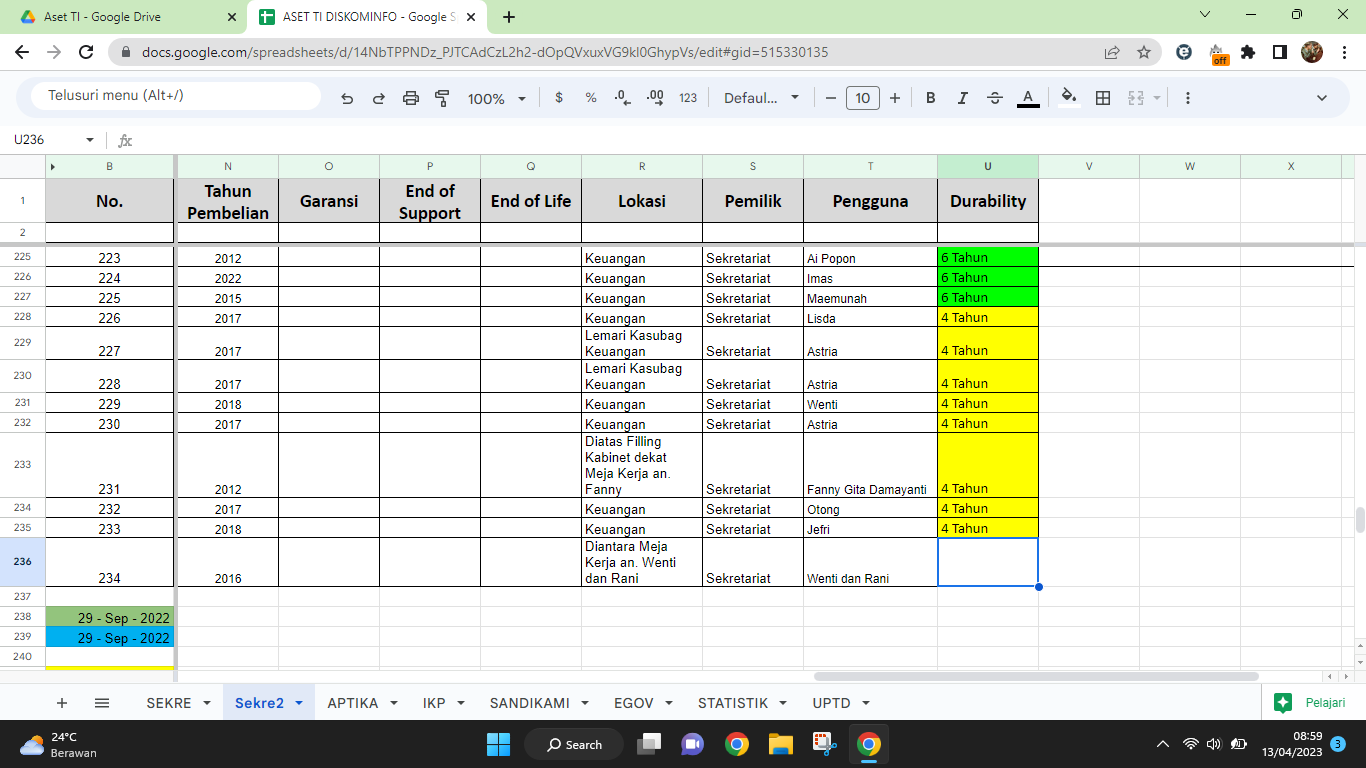 Aset TI - Google Drive
ASET TI DISKOMINFO - Google S
docs.google.com/spreadsheets/d/14NbTPPNDz_PJTCAdCzL2h2-dOpQVxuxVG9kI0GhypVs/edit#gid=515330135
off
Telusuri menu (Alt+/)
100%
$ % .0 .00 123
Defaul...
10
B I S A
U236
fx
B N O P Q R S T U V W X
1 No. Tahun Pembelian Garansi End of Support End of Life Lokasi Pemilik Pengguna Durability
2
225 223 2012 Keuangan Sekretariat Ai Popon 6 Tahun
226 224 2022 Keuangan Sekretariat Imas 6 Tahun
227 225 2015 Keuangan Sekretariat Maemunah 6 Tahun
228 226 2017 Keuangan Sekretariat Lisda 4 Tahun
229 227 2017 Lemari Kasubag Keuangan Sekretariat Astria 4 Tahun
230 228 2017 Lemari Kasubag Keuangan Sekretariat Astria 4 Tahun
231 229 2018 Keuangan Sekretariat Wenti 4 Tahun
232 230 2017 Keuangan Sekretariat Astria 4 Tahun
233 231 2012 Diatas Filling Kabinet dekat Meja Kerja an. Fanny Sekretariat Fanny Gita Damayanti 4 Tahun
234 232 2017 Keuangan Sekretariat Otong 4 Tahun
235 233 2018 Keuangan Sekretariat Jefri 4 Tahun
236 234 2016 Diantara Meja Kerja an. Wenti dan Rani Sekretariat Wenti dan Rani
237
238 29 - Sep - 2022
239 29 - Sep - 2022
240
SEKRE Sekre2 APTIKA IKP SANDIKAMI EGOV STATISTIK UPTD
Pelajari
24°C
Berawan
Search
08:59
13/04/2023
3